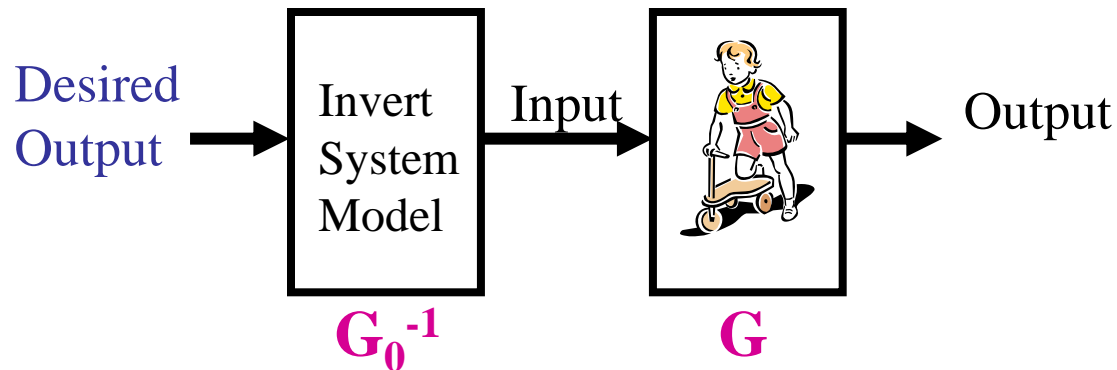 Desired
Output
Invert
System
Model
Input
Output
G₀⁻¹
G